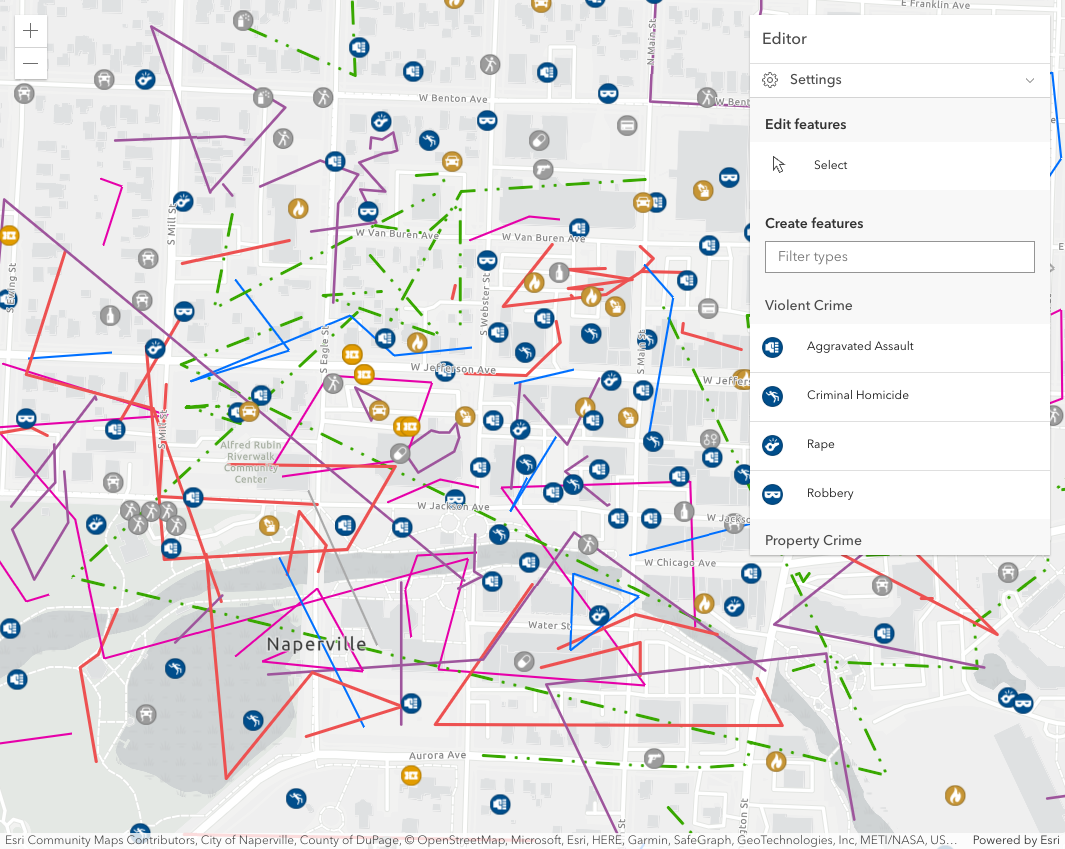 E Franklin Ave
N Main St
W Benton Ave
W Bent
S Mill St
W Van Buren Ave
W Van Buren Ave
S Webster St
S Eagle St
S Main St
W Jefferson Ave
W Jeffers
S Mill St
Alfred Rubin
Riverwalk
Community
Center
W Jackson Ave
W Jacks
W Chicago Ave
Water St
Naperville
Aurora Ave
Editor
Settings
Edit features
Select
Create features
Filter types
Violent Crime
Aggravated Assault
Criminal Homicide
Rape
Robbery
Property Crime
Esri Community Maps Contributors, City of Naperville, County of DuPage, © OpenStreetMap, Microsoft, Esri, HERE, Garmin, SafeGraph, GeoTechnologies, Inc, METI/NASA, US…
Powered by Esri